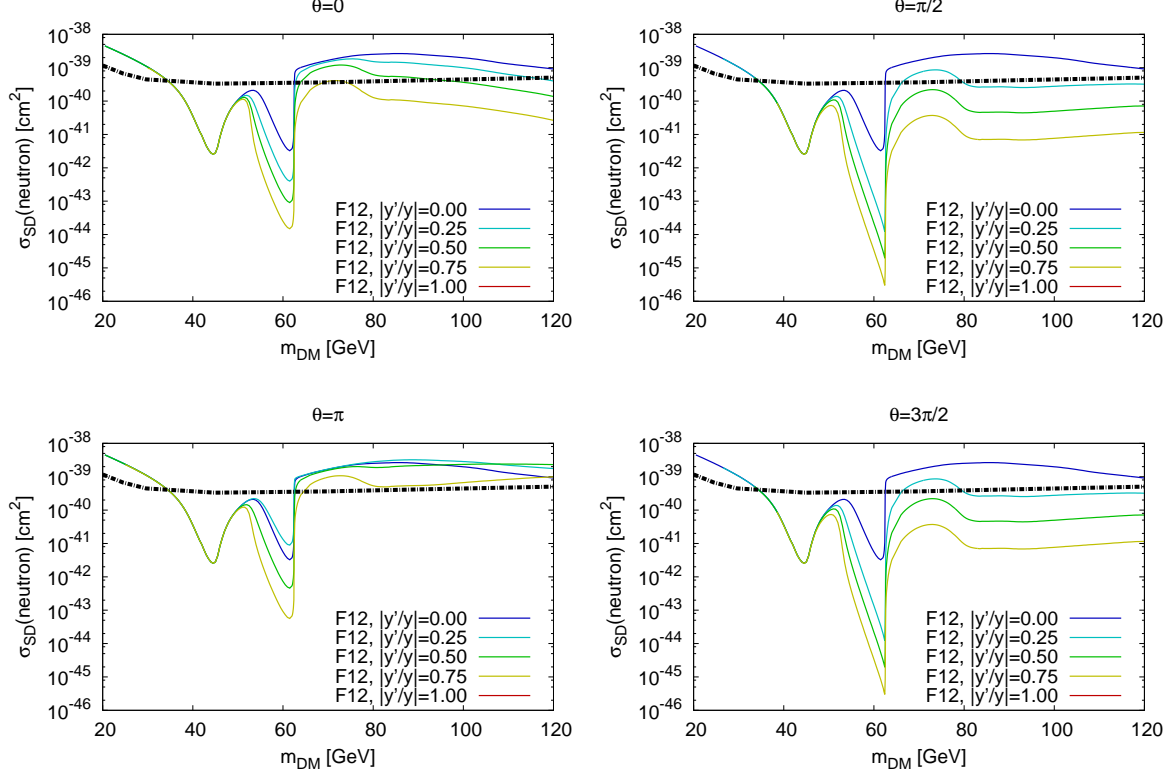 θ=0
σSD(neutron) [cm2]
10-38
10-39
10-40
10-41
10-42
10-43
10-44
10-45
10-46
F12, |y'/y|=0.00
F12, |y'/y|=0.25
F12, |y'/y|=0.50
F12, |y'/y|=0.75
F12, |y'/y|=1.00
20 40 60 80 100 120
mDM [GeV]
θ=π/2
σSD(neutron) [cm2]
10-38
10-39
10-40
10-41
10-42
10-43
10-44
10-45
10-46
F12, |y'/y|=0.00
F12, |y'/y|=0.25
F12, |y'/y|=0.50
F12, |y'/y|=0.75
F12, |y'/y|=1.00
20 40 60 80 100 120
mDM [GeV]
θ=π
σSD(neutron) [cm2]
10-38
10-39
10-40
10-41
10-42
10-43
10-44
10-45
10-46
F12, |y'/y|=0.00
F12, |y'/y|=0.25
F12, |y'/y|=0.50
F12, |y'/y|=0.75
F12, |y'/y|=1.00
20 40 60 80 100 120
mDM [GeV]
θ=3π/2
σSD(neutron) [cm2]
10-38
10-39
10-40
10-41
10-42
10-43
10-44
10-45
10-46
F12, |y'/y|=0.00
F12, |y'/y|=0.25
F12, |y'/y|=0.50
F12, |y'/y|=0.75
F12, |y'/y|=1.00
20 40 60 80 100 120
mDM [GeV]